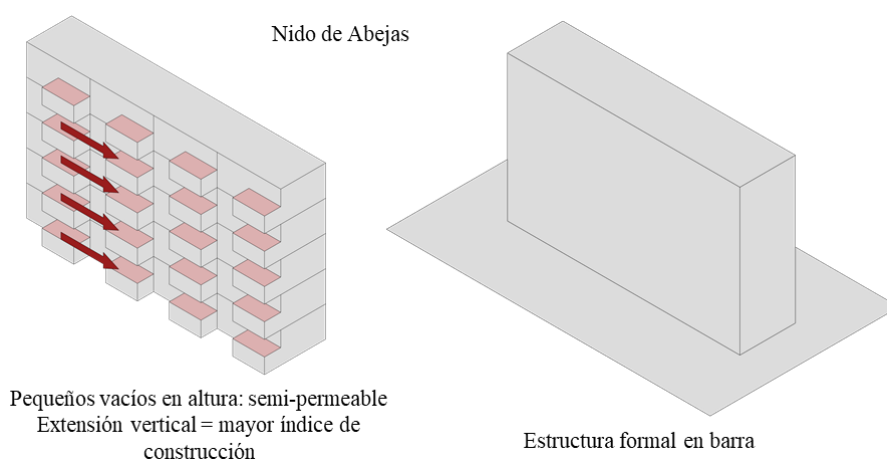 Nido de Abejas
Pequeños vacíos en altura: semi-permeable
Extensión vertical = mayor índice de
construcción
Estructura formal en barra